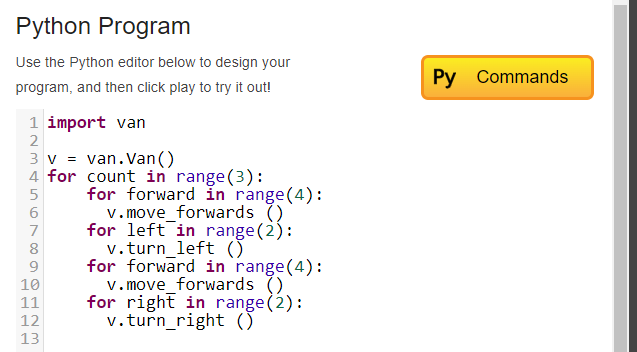 Python Program
Use the Python editor below to design your
program, and then click play to try it out!
Py Commands
1 import van
2
3 v = van.Van()
4 for count in range(3):
5     for forward in range(4):
6       v.move_forwards ()
7     for left in range(2):
8       v.turn_left ()
9     for forward in range(4):
10       v.move_forwards ()
11     for right in range(2):
12       v.turn_right ()
13